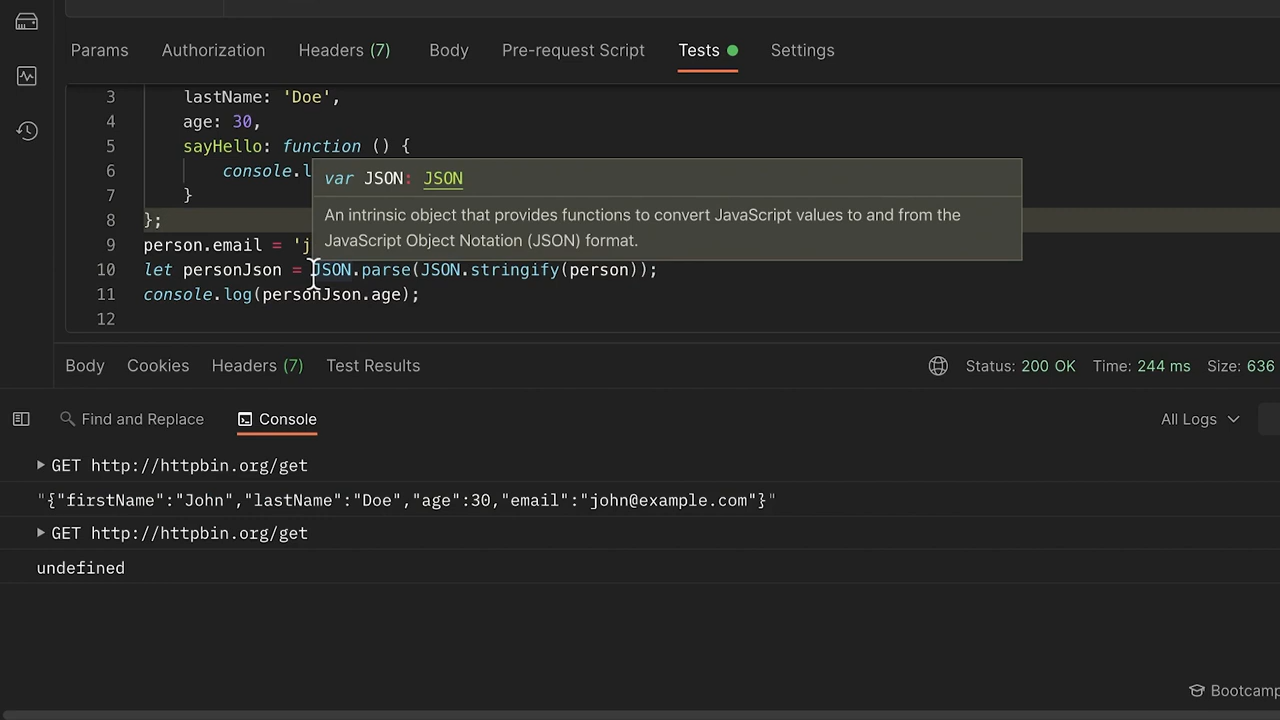 Params Authorization Headers (7) Body Pre-request Script Tests Settings
3 lastName: 'Doe',
4 age: 30,
5 sayHello: function () {
6 console.l
7 }
8 };
9 person.email = 'j
var JSON: JSON
An intrinsic object that provides functions to convert JavaScript values to and from the
JavaScript Object Notation (JSON) format.
10 let personJson = JSON.parse(JSON.stringify(person));
11 console.log(personJson.age);
12
Body Cookies Headers (7) Test Results Status: 200 OK Time: 244 ms Size: 636
Find and Replace Console All Logs
GET http://httpbin.org/get
"{"firstName":"John","lastName":"Doe","age":30,"email":"john@example.com"}"
GET http://httpbin.org/get
undefined
Bootcamp